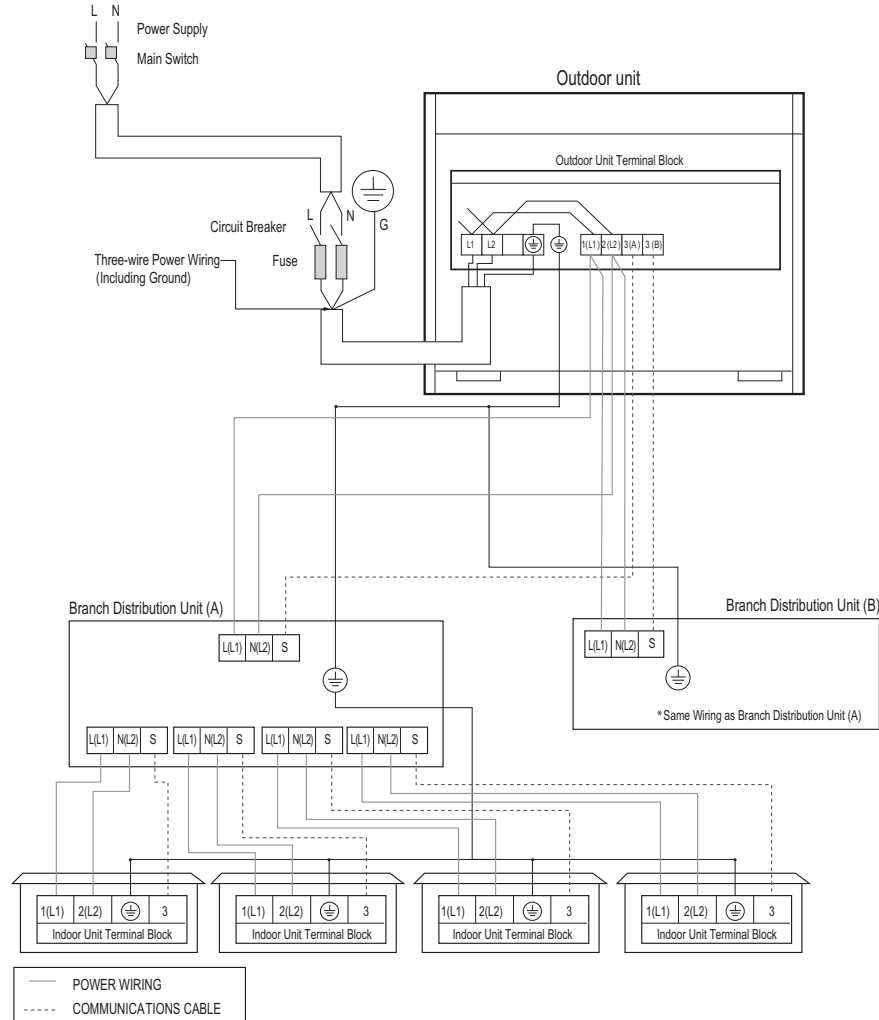 L N
Power Supply
Main Switch
Outdoor unit
Outdoor Unit Terminal Block
L N
G
Circuit Breaker
Fuse
Three-wire Power Wiring
(Including Ground)
L1 L2 1(L1) 2(L2) 3(A) 3 (B)
Branch Distribution Unit (A)
L(L1) N(L2) S
L(L1) N(L2) S L(L1) N(L2) S L(L1) N(L2) S L(L1) N(L2) S
Branch Distribution Unit (B)
L(L1) N(L2) S
*Same Wiring as Branch Distribution Unit (A)
1(L1) 2(L2) 3
Indoor Unit Terminal Block
1(L1) 2(L2) 3
Indoor Unit Terminal Block
1(L1) 2(L2) 3
Indoor Unit Terminal Block
1(L1) 2(L2) 3
Indoor Unit Terminal Block
POWER WIRING
COMMUNICATIONS CABLE